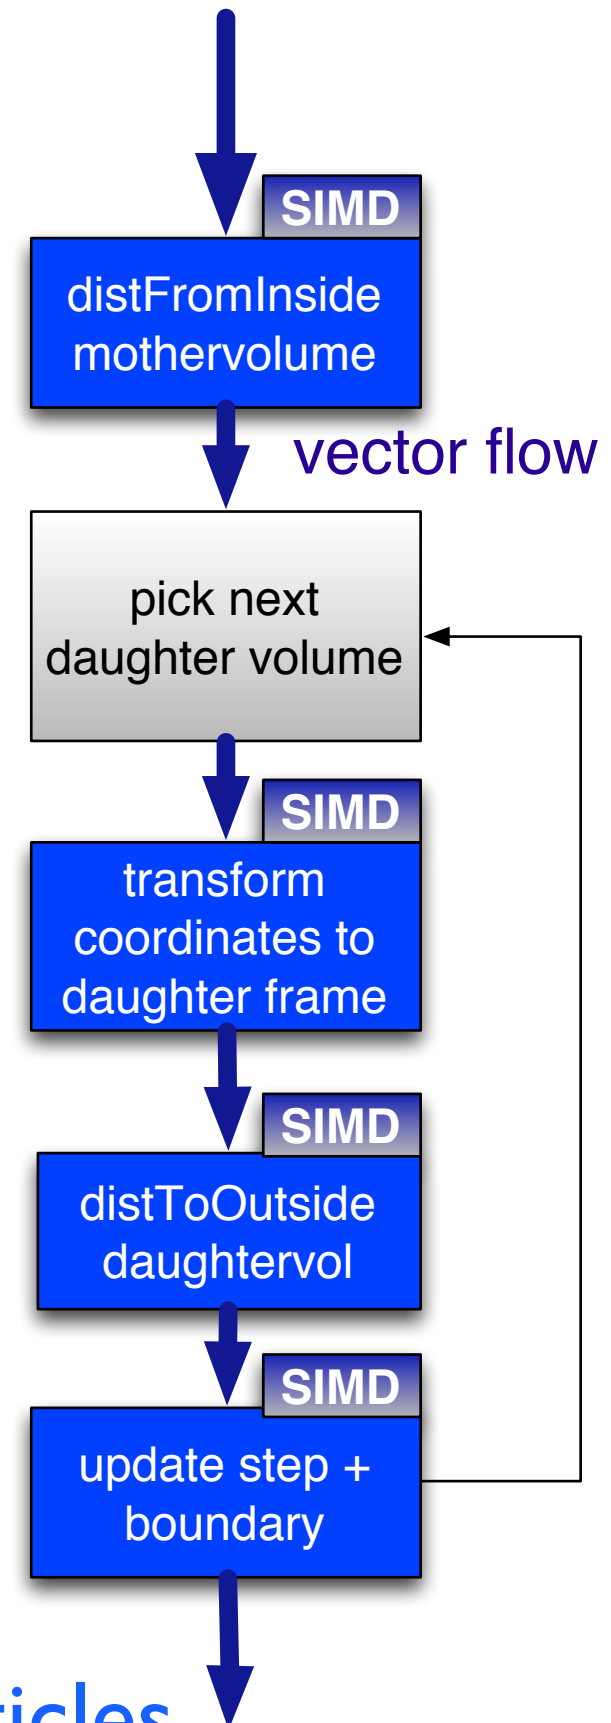 SIMD
distFromInside
mothervolume
vector flow
pick next
daughter volume
SIMD
transform
coordinates to
daughter frame
SIMD
distToOutside
daughtervol
SIMD
update step +
boundary